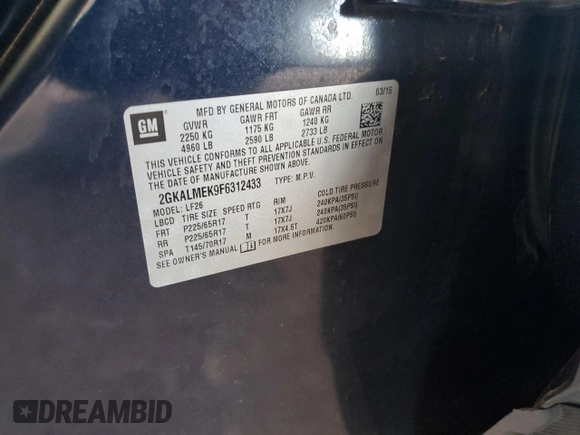 GM
MFD BY GENERAL MOTORS OF CANADA LTD. 03/15
GVWR GAWR FRT GAWR RR
2250 KG 1175 KG 1240 KG
4960 LB 2590 LB 2733 LB
THIS VEHICLE CONFORMS TO ALL APPLICABLE U.S. FEDERAL MOTOR
VEHICLE SAFETY AND THEFT PREVENTION STANDARDS IN EFFECT ON
THE DATE OF MANUFACTURE SHOWN ABOVE.
2GKALMEK9F6312433 TYPE: M.P.V.
MODEL: LF26
LBCD TIRE SIZE SPEED RTG RIM COLD TIRE PRESSURE
FRT P225/65R17 T 17X7J 240KPA(35PSI)
RR P225/65R17 T 17X7J 240KPA(35PSI)
SPA T145/70R17 M 17X4.5T 420KPA(60PSI)
SEE OWNER'S MANUAL FOR MORE INFORMATION.
DREAMBID